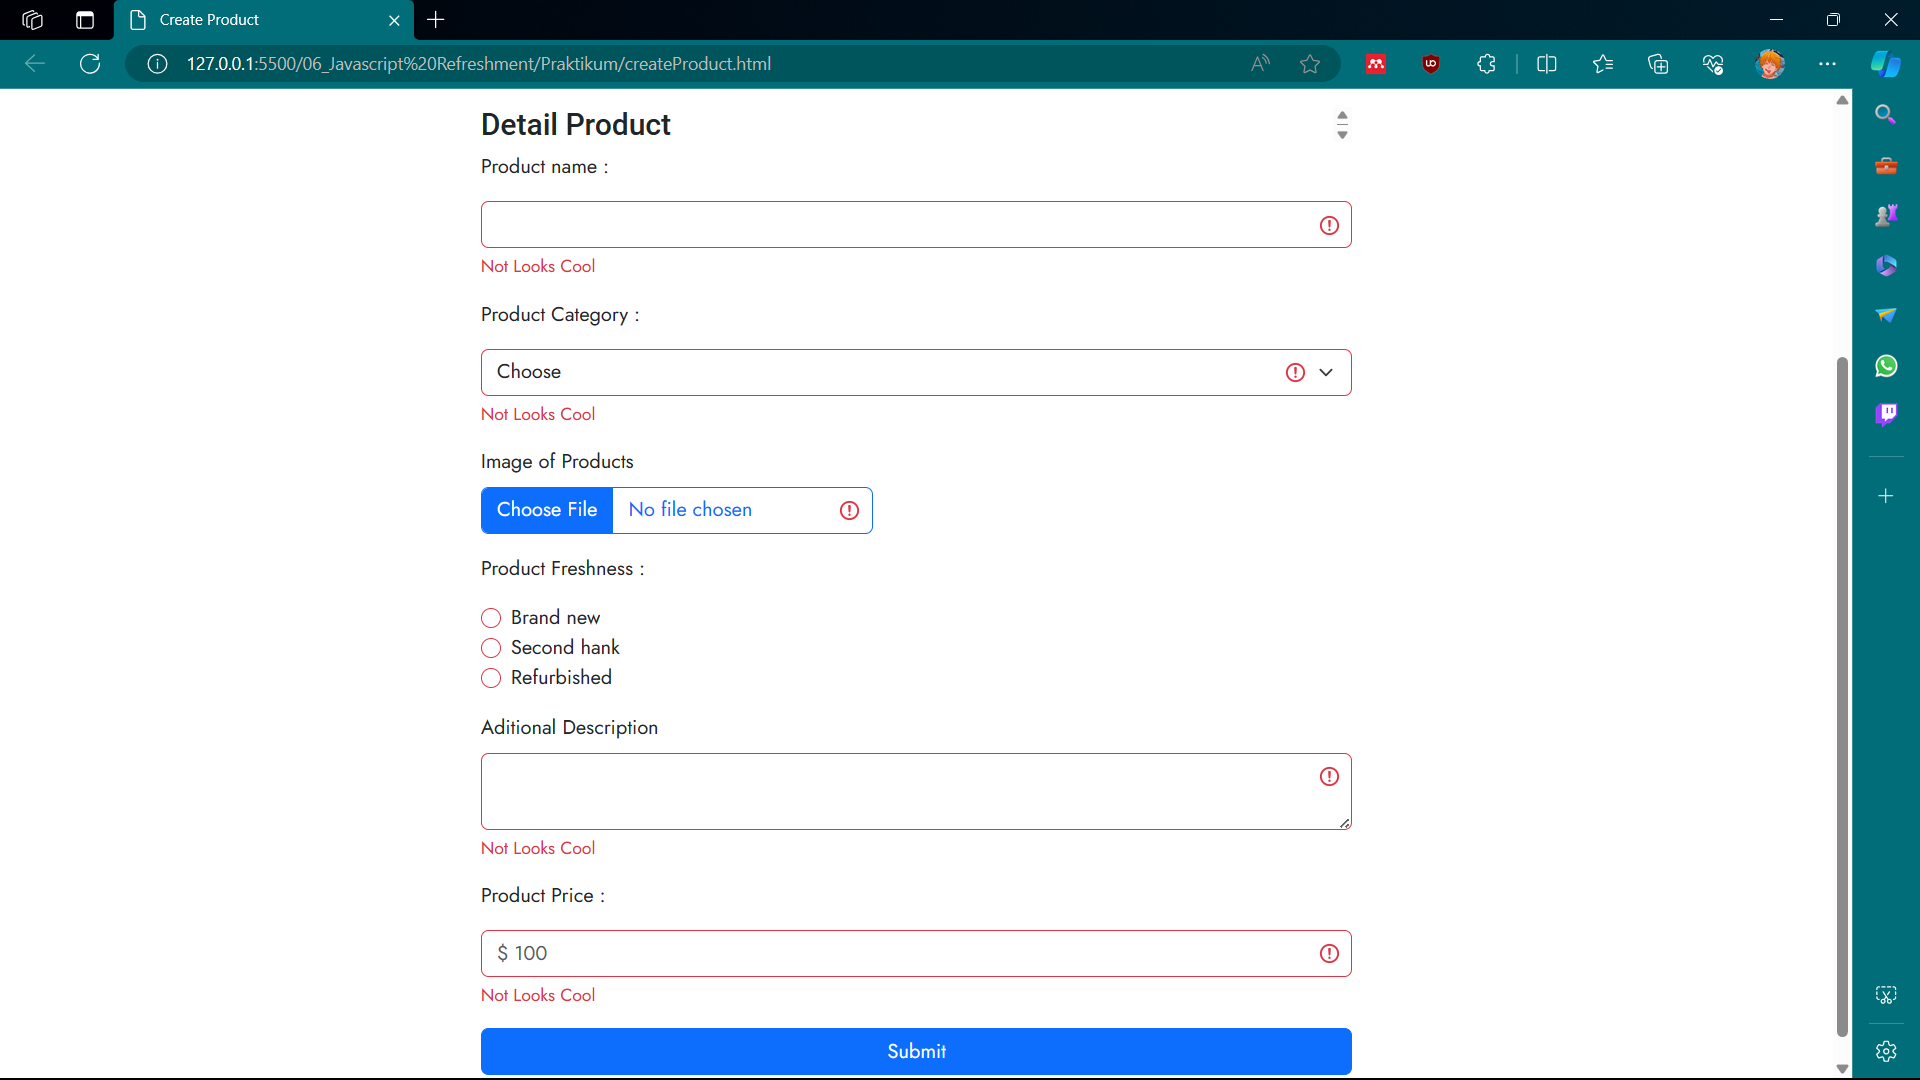 Create Product
127.0.0.1:5500/06_Javascript%20Refreshment/Praktikum/createProduct.html
Detail Product
Product name :
Not Looks Cool
Product Category :
Choose
Not Looks Cool
Image of Products
Choose File No file chosen
Product Freshness :
Brand new
Second hank
Refurbished
Aditional Description
Not Looks Cool
Product Price :
$ 100
Not Looks Cool
Submit